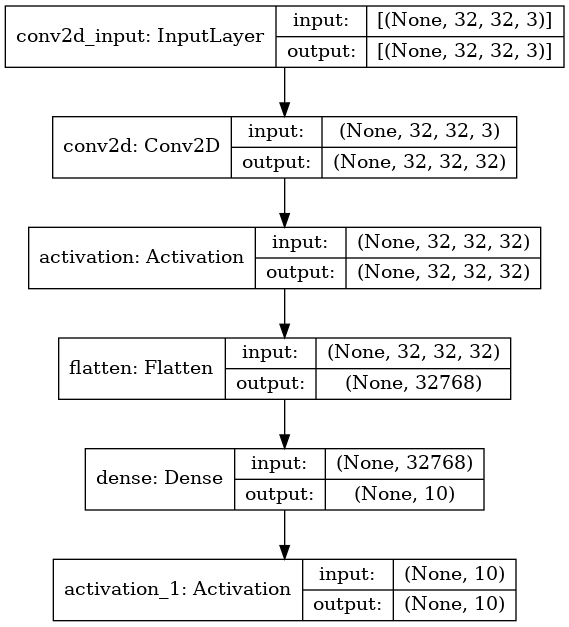 conv2d_input: InputLayer
input:
[(None, 32, 32, 3)]
output:
[(None, 32, 32, 3)]
conv2d: Conv2D
input:
(None, 32, 32, 3)
output:
(None, 32, 32, 32)
activation: Activation
input:
(None, 32, 32, 32)
output:
(None, 32, 32, 32)
flatten: Flatten
input:
(None, 32, 32, 32)
output:
(None, 32768)
dense: Dense
input:
(None, 32768)
output:
(None, 10)
activation_1: Activation
input:
(None, 10)
output:
(None, 10)